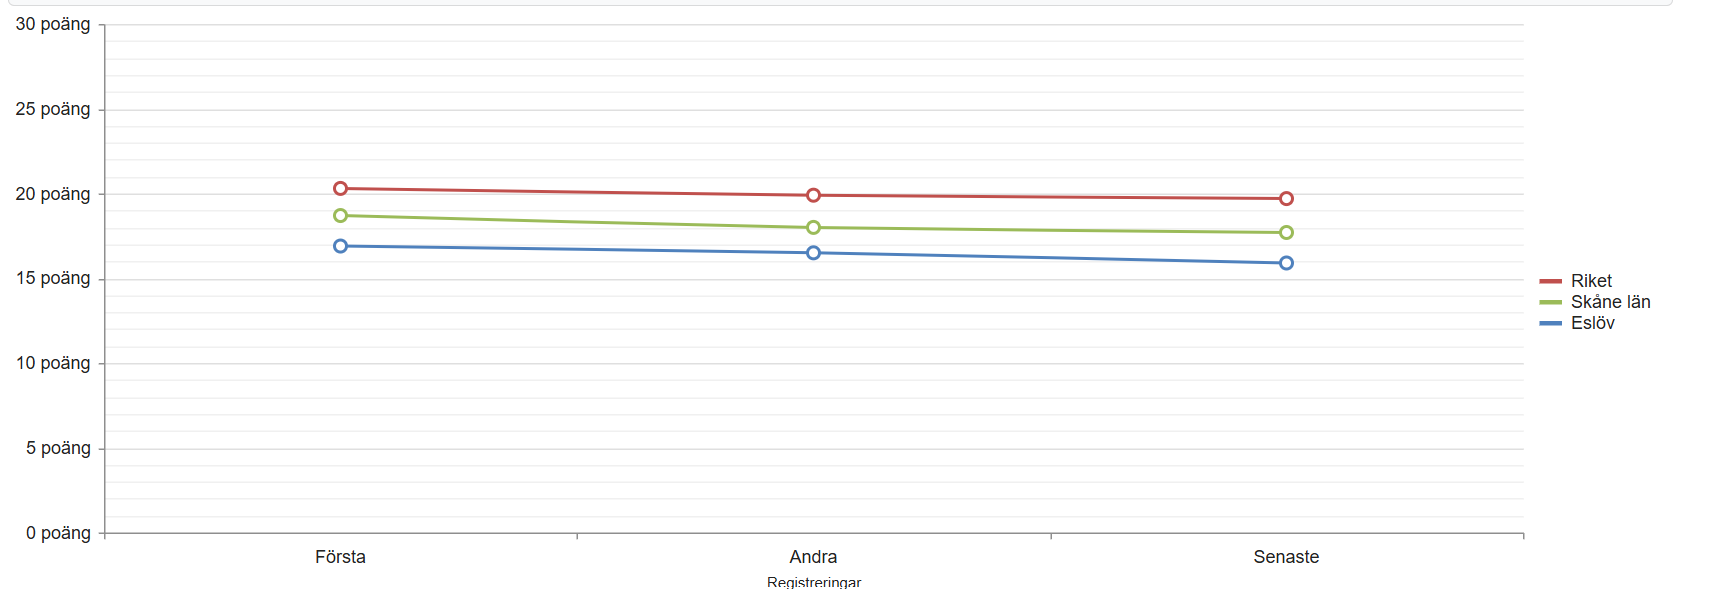 30 poäng
25 poäng
20 poäng
15 poäng
10 poäng
5 poäng
0 poäng
Första Andra Senaste
Registreringar
Riket
Skåne län
Eslöv